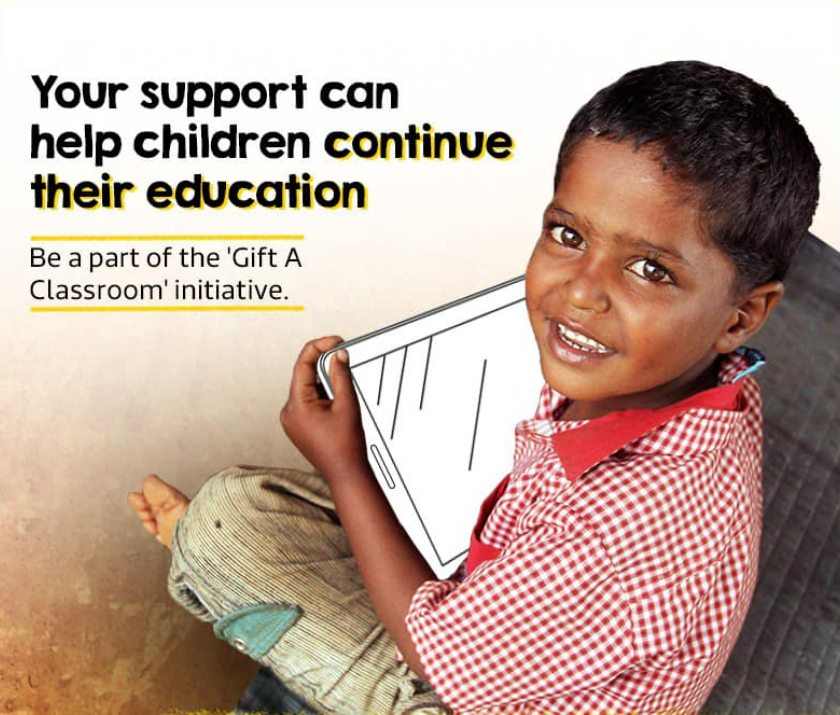 Your support can
help children continue
their education
Be a part of the 'Gift A
Classroom' initiative.